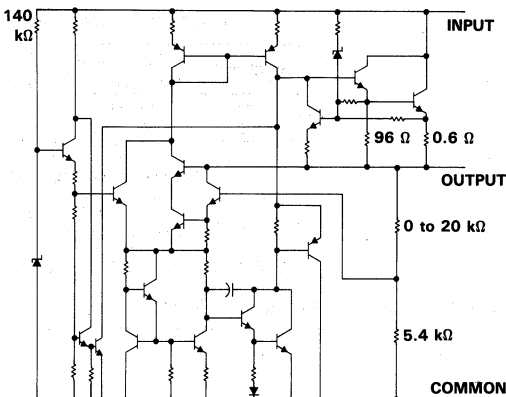 140
kΩ
INPUT
96 Ω
0.6 Ω
OUTPUT
0 to 20 kΩ
5.4 kΩ
COMMON